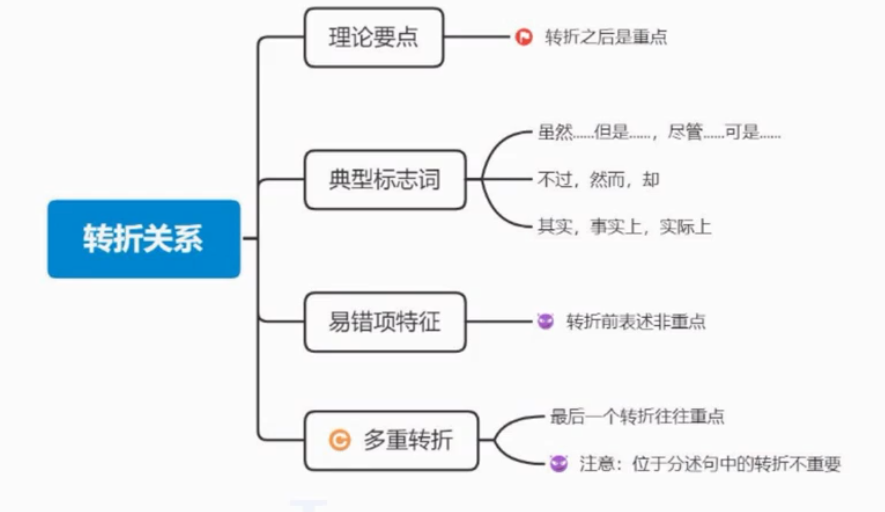 转折关系
理论要点
转折之后是重点
典型标志词
虽然……但是……，尽管……可是……
不过，然而，却
其实，事实上，实际上
易错项特征
转折前表述非重点
多重转折
最后一个转折往往重点
注意：位于分述句中的转折不重要